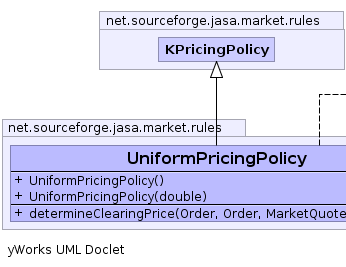 net.sourceforge.jasa.market.rules
KPricingPolicy
net.sourceforge.jasa.market.rules
UniformPricingPolicy
+ UniformPricingPolicy()
+ UniformPricingPolicy(double)
+ determineClearingPrice(Order, Order, MarketQuote
yWorks UML Doclet